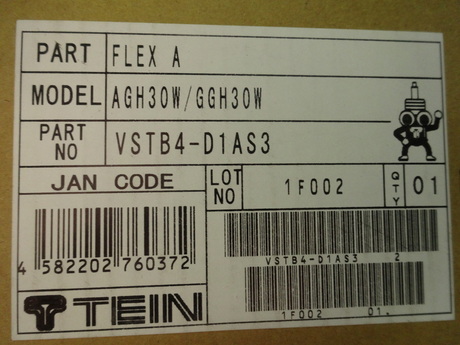 PART FLEX A
MODEL AGH30W/GGH30W
PART NO VSTB4-D1AS3
JAN CODE
LOT NO 1F002 QTY 01
4 582202 760372
VSTB4-D1AS3 2
1F002 01.
TEIN